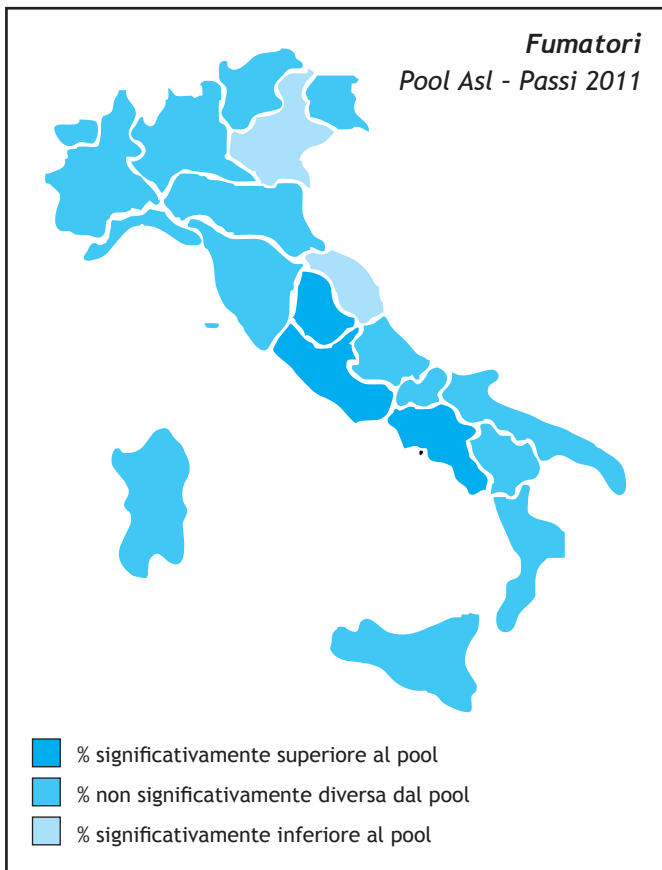 Fumatori
Pool Asl - Passi 2011
% significativamente superiore al pool
% non significativamente diversa dal pool
% significativamente inferiore al pool